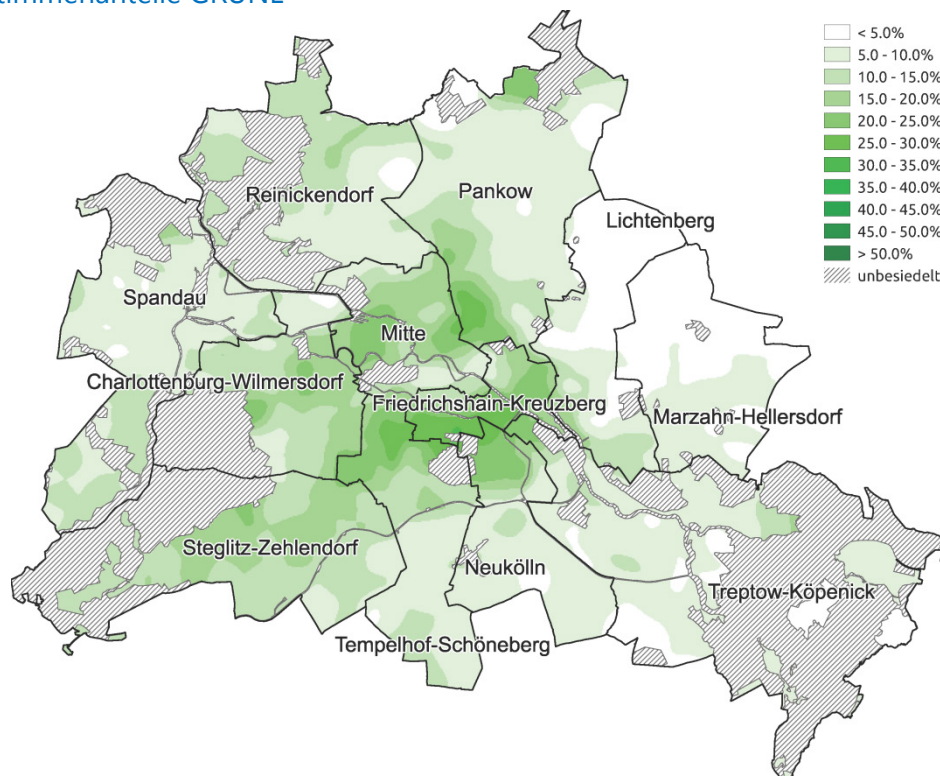 Stimmenanteile GRÜNE
< 5.0%
5.0 - 10.0%
10.0 - 15.0%
15.0 - 20.0%
20.0 - 25.0%
25.0 - 30.0%
30.0 - 35.0%
35.0 - 40.0%
40.0 - 45.0%
45.0 - 50.0%
> 50.0%
unbesiedelt
Reinickendorf
Pankow
Lichtenberg
Spandau
Mitte
Charlottenburg-Wilmersdorf
Friedrichshain-Kreuzberg
Marzahn-Hellersdorf
Steglitz-Zehlendorf
Neukölln
Treptow-Köpenick
Tempelhof-Schöneberg